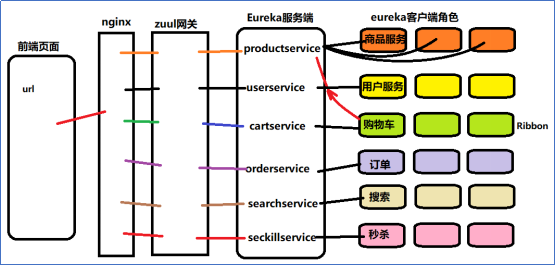 前端页面
url
nginx
zuul网关
Eureka服务端
eureka客户端角色
productservice
商品服务
userservice
用户服务
cartservice
购物车
Ribbon
orderservice
订单
searchservice
搜索
seckillservice
秒杀